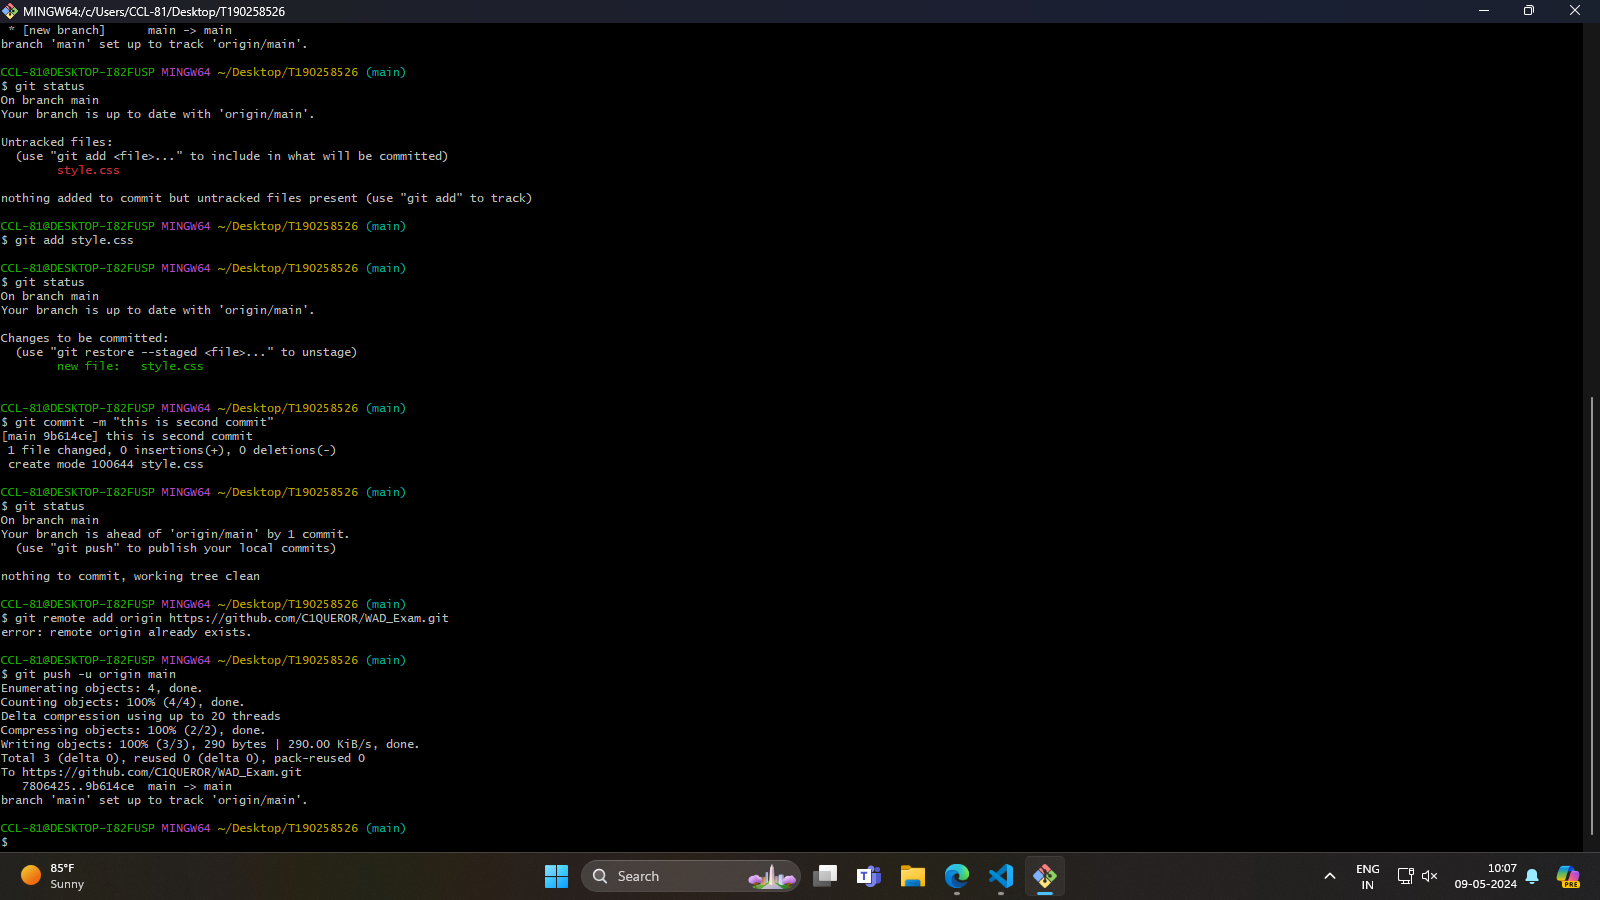 MINGW64:/c/Users/CCL-81/Desktop/T190258526
* [new branch]      main -> main
branch 'main' set up to track 'origin/main'.
CCL-81@DESKTOP-I82FUSP MINGW64 ~/Desktop/T190258526 (main)
$ git status
On branch main
Your branch is up to date with 'origin/main'.
Untracked files:
  (use "git add <file>..." to include in what will be committed)
        style.css
nothing added to commit but untracked files present (use "git add" to track)
CCL-81@DESKTOP-I82FUSP MINGW64 ~/Desktop/T190258526 (main)
$ git add style.css
CCL-81@DESKTOP-I82FUSP MINGW64 ~/Desktop/T190258526 (main)
$ git status
On branch main
Your branch is up to date with 'origin/main'.
Changes to be committed:
  (use "git restore --staged <file>..." to unstage)
        new file:   style.css
CCL-81@DESKTOP-I82FUSP MINGW64 ~/Desktop/T190258526 (main)
$ git commit -m "this is second commit"
[main 9b614ce] this is second commit
 1 file changed, 0 insertions(+), 0 deletions(-)
 create mode 100644 style.css
CCL-81@DESKTOP-I82FUSP MINGW64 ~/Desktop/T190258526 (main)
$ git status
On branch main
Your branch is ahead of 'origin/main' by 1 commit.
  (use "git push" to publish your local commits)
nothing to commit, working tree clean
CCL-81@DESKTOP-I82FUSP MINGW64 ~/Desktop/T190258526 (main)
$ git remote add origin https://github.com/C1QUEROR/WAD_Exam.git
error: remote origin already exists.
CCL-81@DESKTOP-I82FUSP MINGW64 ~/Desktop/T190258526 (main)
$ git push -u origin main
Enumerating objects: 4, done.
Counting objects: 100% (4/4), done.
Delta compression using up to 20 threads
Compressing objects: 100% (2/2), done.
Writing objects: 100% (3/3), 290 bytes | 290.00 KiB/s, done.
Total 3 (delta 0), reused 0 (delta 0), pack-reused 0
To https://github.com/C1QUEROR/WAD_Exam.git
   7806425..9b614ce  main -> main
branch 'main' set up to track 'origin/main'.
CCL-81@DESKTOP-I82FUSP MINGW64 ~/Desktop/T190258526 (main)
$
85°F
Sunny
Search
ENG
IN
10:07
09-05-2024
PRE